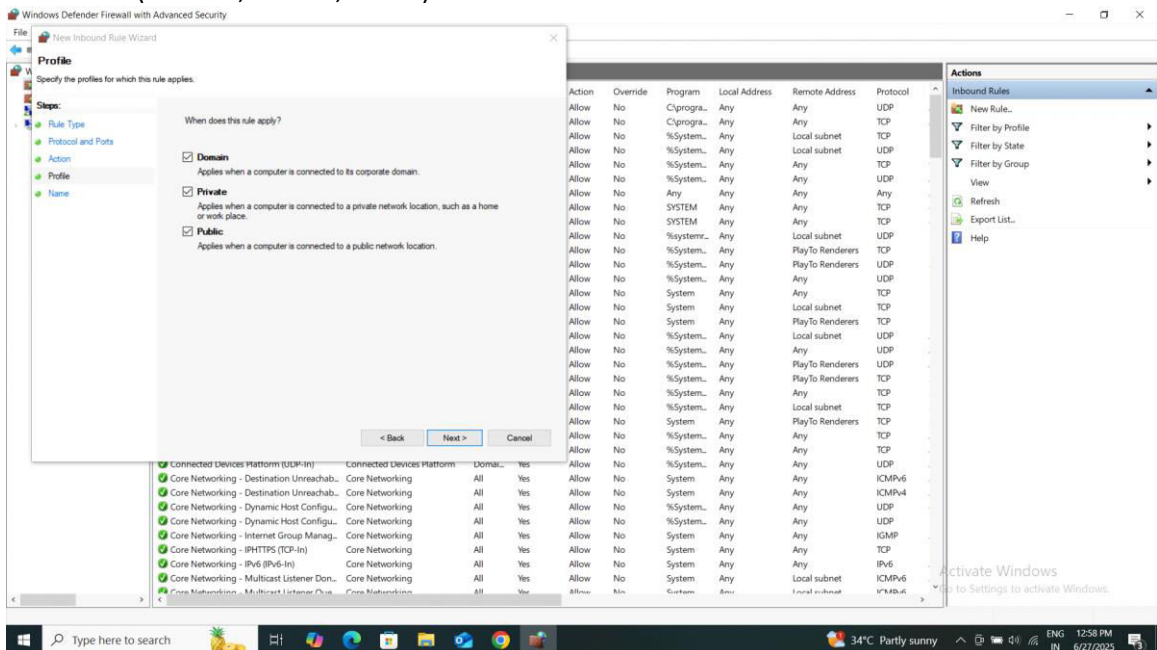 Windows Defender Firewall with Advanced Security
File
New Inbound Rule Wizard
Profile
Specify the profiles for which this rule applies.
Steps:
Rule Type
Protocol and Ports
Action
Profile
Name
When does this rule apply?
Domain
Applies when a computer is connected to its corporate domain.
Private
Applies when a computer is connected to a private network location, such as a home
or work place.
Public
Applies when a computer is connected to a public network location.
< Back Next > Cancel
Action Override Program Local Address Remote Address Protocol
Allow No C:\progra... Any Any UDP
Allow No C:\progra... Any Any TCP
Allow No %System... Any Local subnet TCP
Allow No %System... Any Local subnet UDP
Allow No %System... Any Any TCP
Allow No %System... Any Any UDP
Allow No Any Any Any Any
Allow No SYSTEM Any Any TCP
Allow No SYSTEM Any Any TCP
Allow No %systemr... Any Local subnet UDP
Allow No %System... Any PlayTo Renderers TCP
Allow No %System... Any PlayTo Renderers UDP
Allow No %System... Any Any UDP
Allow No System Any Any TCP
Allow No System Any Local subnet TCP
Allow No System Any PlayTo Renderers TCP
Allow No %System... Any Local subnet UDP
Allow No %System... Any Any UDP
Allow No %System... Any PlayTo Renderers UDP
Allow No %System... Any PlayTo Renderers TCP
Allow No %System... Any Any TCP
Allow No %System... Any Local subnet TCP
Allow No System Any PlayTo Renderers TCP
Allow No %System... Any Any TCP
Allow No %System... Any Any TCP
Connected Devices Platform (UDP-In) Connected Devices Platform Domai... Yes Allow No %System... Any Any UDP
Core Networking - Destination Unreachab... Core Networking All Yes Allow No System Any Any ICMPv6
Core Networking - Destination Unreachab... Core Networking All Yes Allow No System Any Any ICMPv4
Core Networking - Dynamic Host Configu... Core Networking All Yes Allow No %System... Any Any UDP
Core Networking - Dynamic Host Configu... Core Networking All Yes Allow No %System... Any Any UDP
Core Networking - Internet Group Manag... Core Networking All Yes Allow No System Any Any IGMP
Core Networking - IPHTTPS (TCP-In) Core Networking All Yes Allow No System Any Any TCP
Core Networking - IPv6 (IPv6-In) Core Networking All Yes Allow No System Any Any IPv6
Core Networking - Multicast Listener Don... Core Networking All Yes Allow No System Any Local subnet ICMPv6
Core Networking - Multicast Listener Que... Core Networking All Yes Allow No System Any Local subnet ICMPv6
Actions
Inbound Rules
New Rule...
Filter by Profile
Filter by State
Filter by Group
View
Refresh
Export List...
Help
Activate Windows
Go to Settings to activate Windows.
Type here to search
34°C Partly sunny
ENG
IN
12:58 PM
6/27/2025